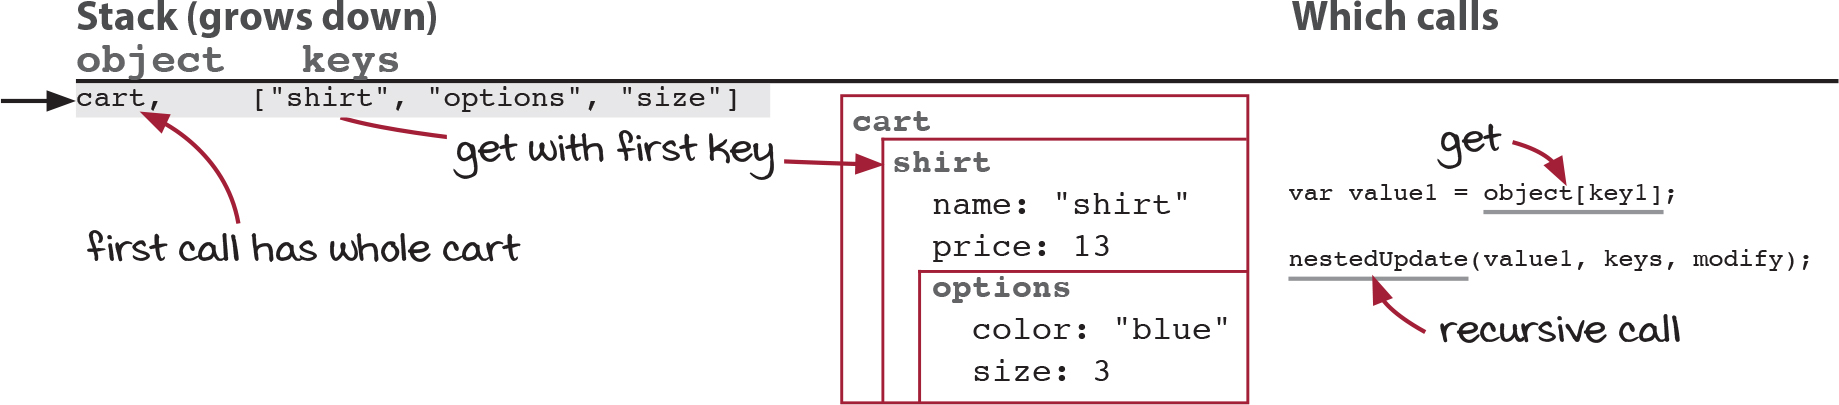 Stack (grows down)
Which calls
object keys
cart, ["shirt", "options", "size"]
get with first key
first call has whole cart
cart
shirt
name: "shirt"
price: 13
options
color: "blue"
size: 3
get
var value1 = object[key1];
nestedUpdate(value1, keys, modify);
recursive call